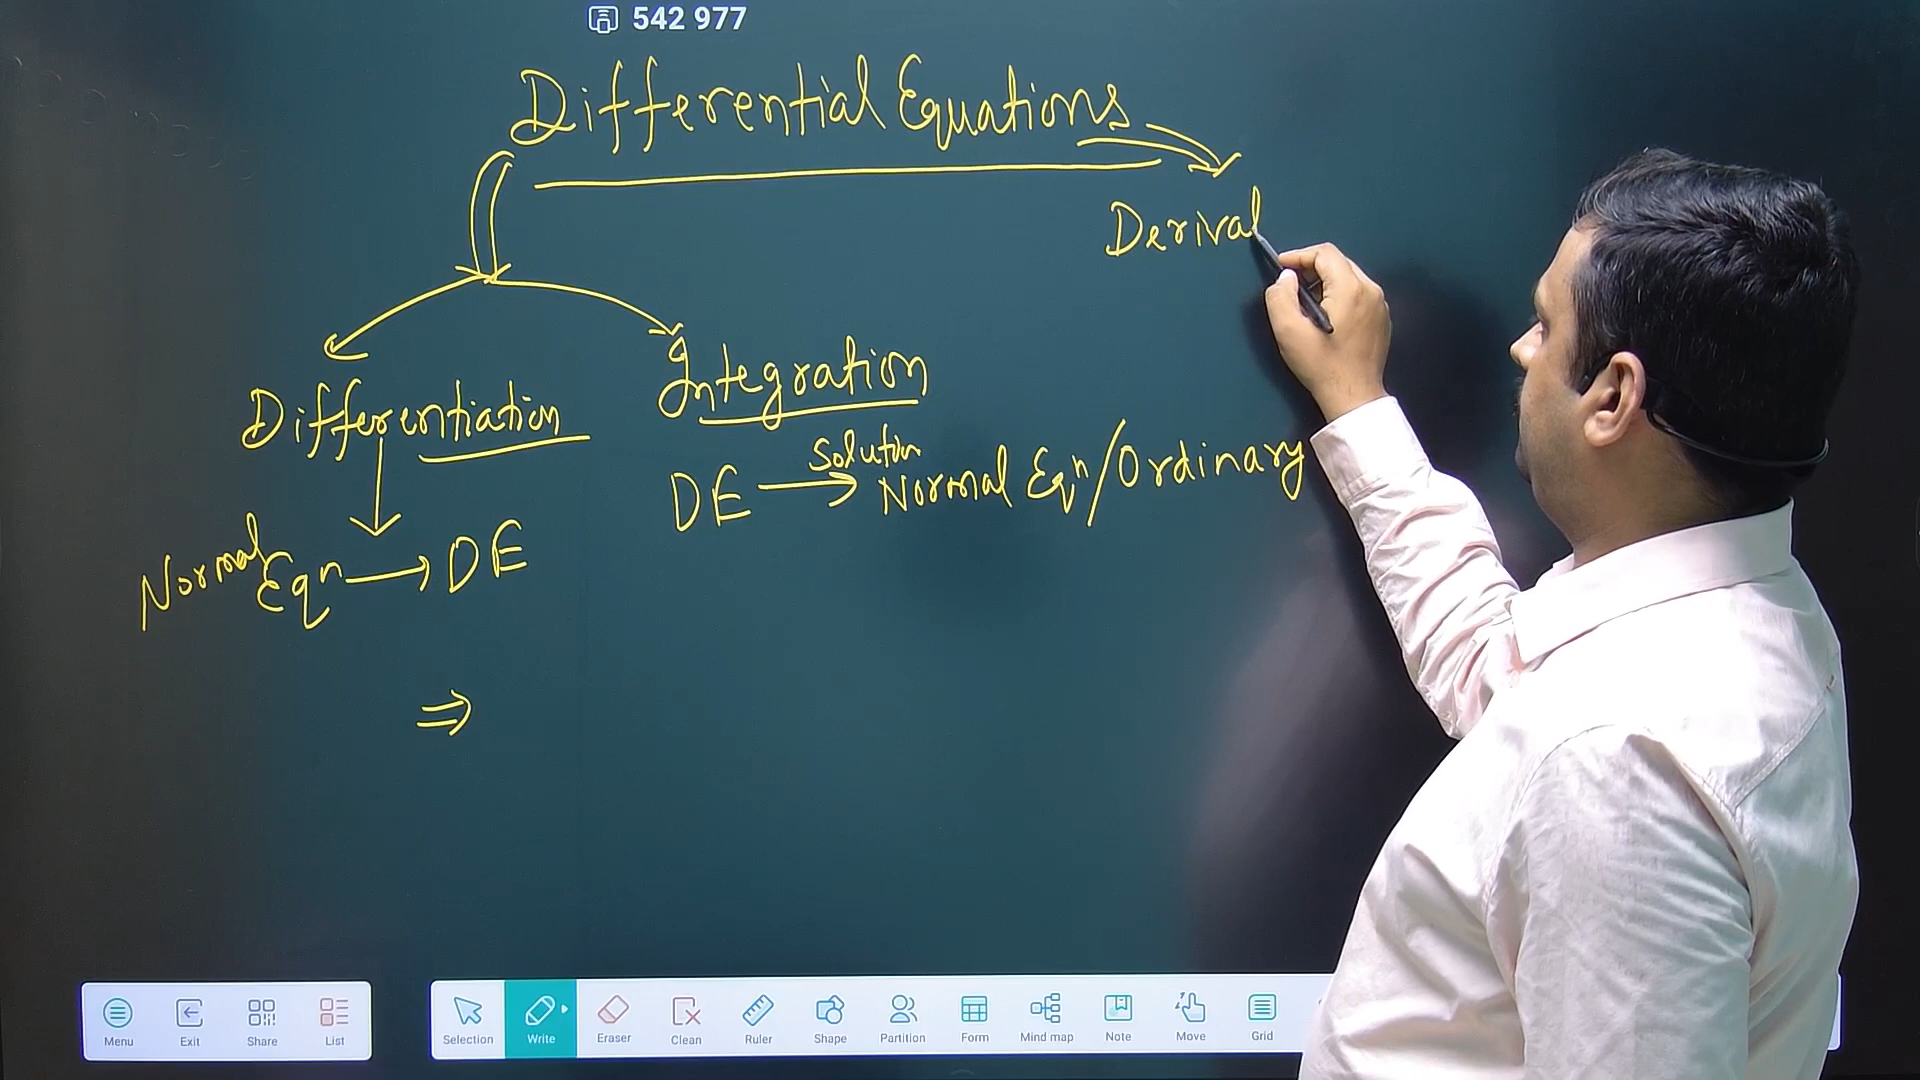 542 977
Differential Equations
Derival
Differentiation
Integration
DE Solution Normal Eqn/Ordinary
Normal Eqn → DE
⇒
Menu Exit Share List
Selection Write Eraser Clean Ruler Shape Partition Form Mind map Note Move Grid